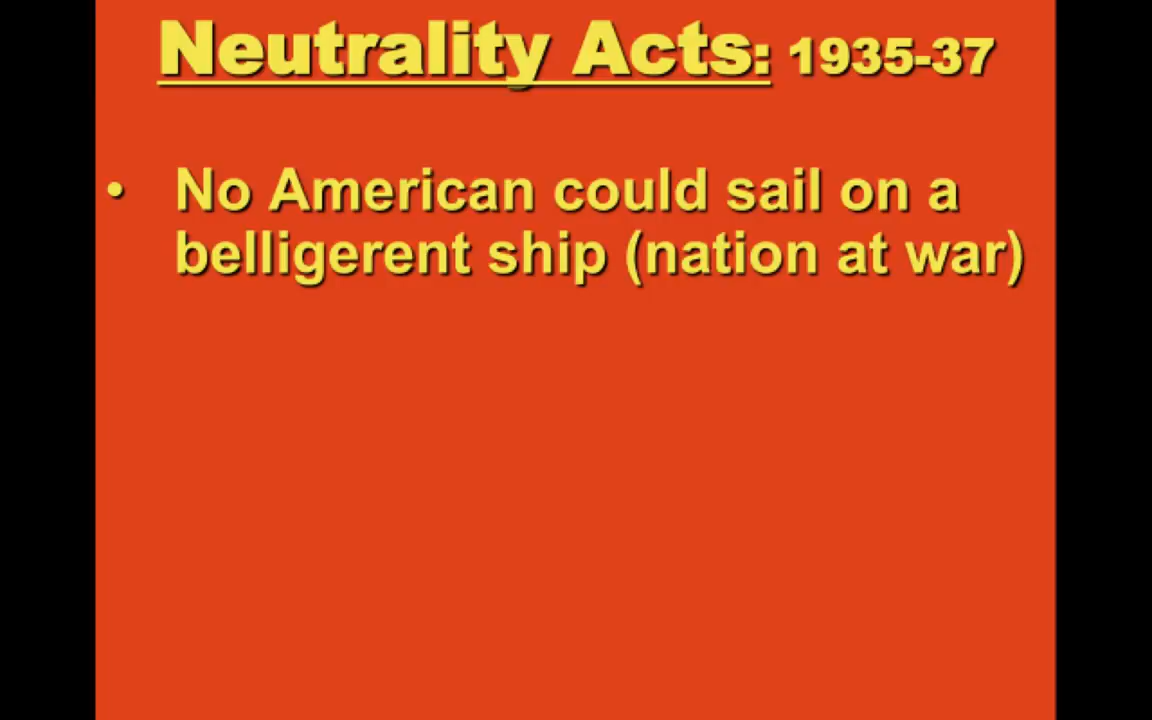 Neutrality Acts: 1935-37
• No American could sail on a
belligerent ship (nation at war)